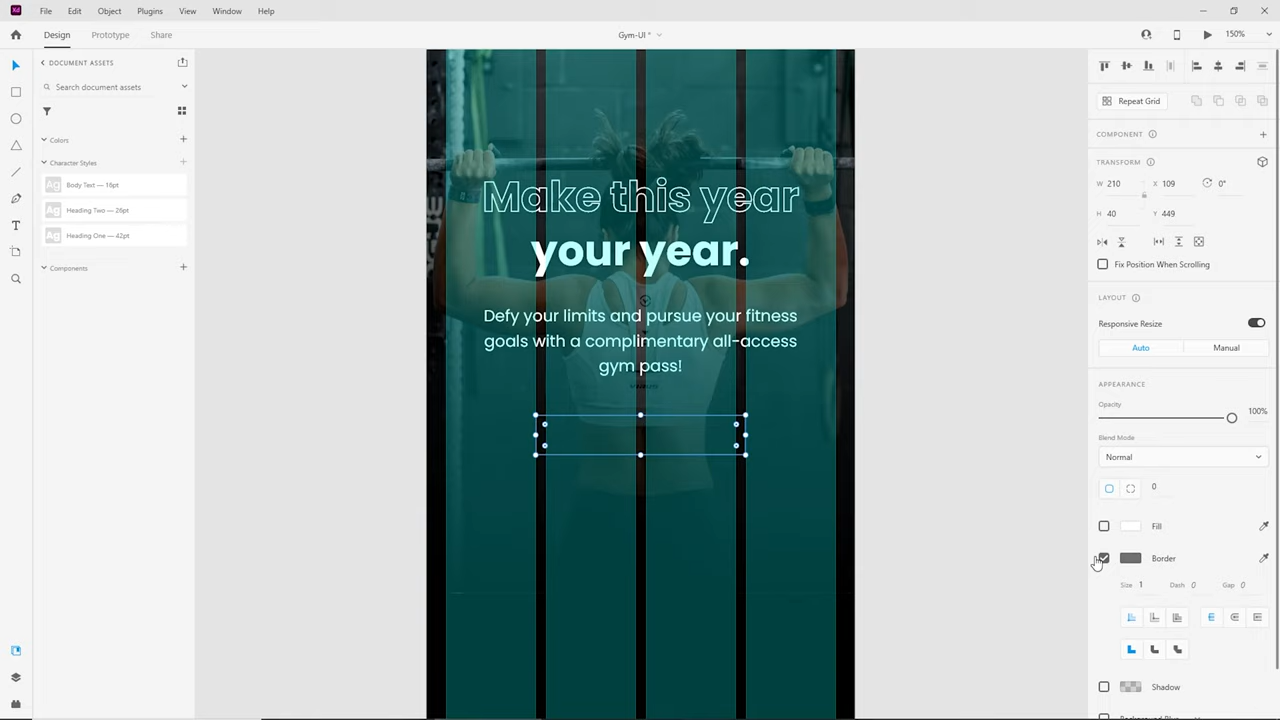 Xd File Edit Object Plugins View Window Help
Design Prototype Share Gym-UI * 150%
DOCUMENT ASSETS
Search document assets
Colors
Character Styles
Ag Body Text — 16pt
Ag Heading Two — 26pt
Ag Heading One — 42pt
Components
Make this year
your year.
Defy your limits and pursue your fitness
goals with a complimentary all-access
gym pass!
Repeat Grid
COMPONENT
TRANSFORM
W 210 X 109 0°
H 40 Y 449
Fix Position When Scrolling
LAYOUT
Responsive Resize
Auto Manual
APPEARANCE
Opacity
100%
Blend Mode
Normal
0
Fill
Border
Size 1 Dash 0 Gap 0
Shadow